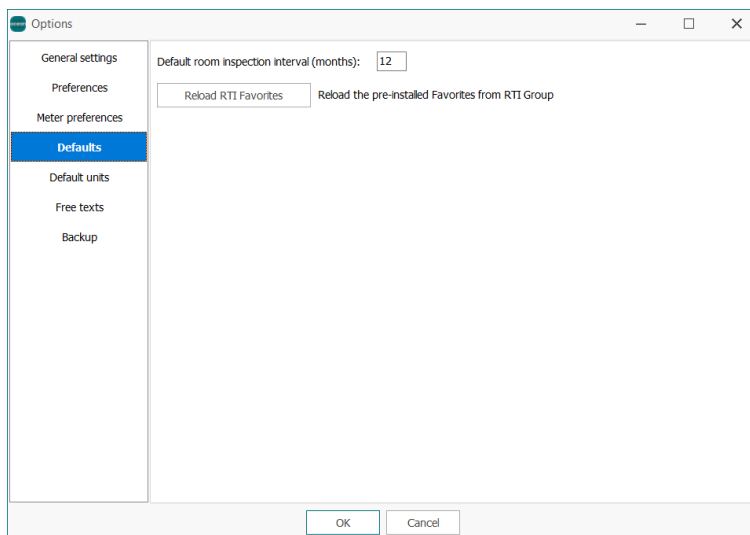 Options
General settings
Preferences
Meter preferences
Defaults
Default units
Free texts
Backup
Default room inspection interval (months): 12
Reload RTI Favorites Reload the pre-installed Favorites from RTI Group
OK Cancel